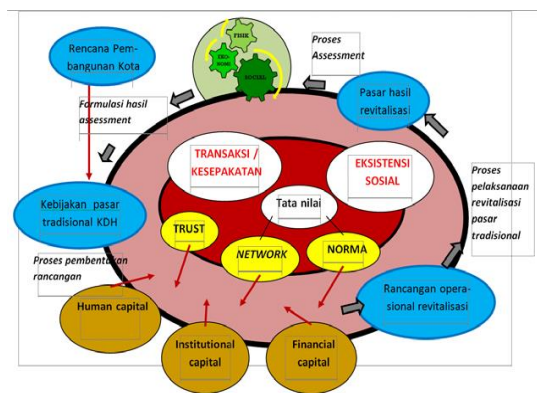 Rencana Pem-
bangunan Kota
FISIK
EKO-
NOMI
SOCIAL
Proses
Assessment
Formulasi hasil
assessment
Pasar hasil
revitalisasi
TRANSAKSI /
KESEPAKATAN
EKSISTENSI
SOSIAL
Proses
pelaksanaan
revitalisasi
pasar
tradisional
Kebijakan pasar
tradisional KDH
Tata nilai
TRUST
NETWORK
NORMA
Proses pembentukan
rancangan
Human capital
Institutional
capital
Financial
capital
Rancangan opera-
sional revitalisasi